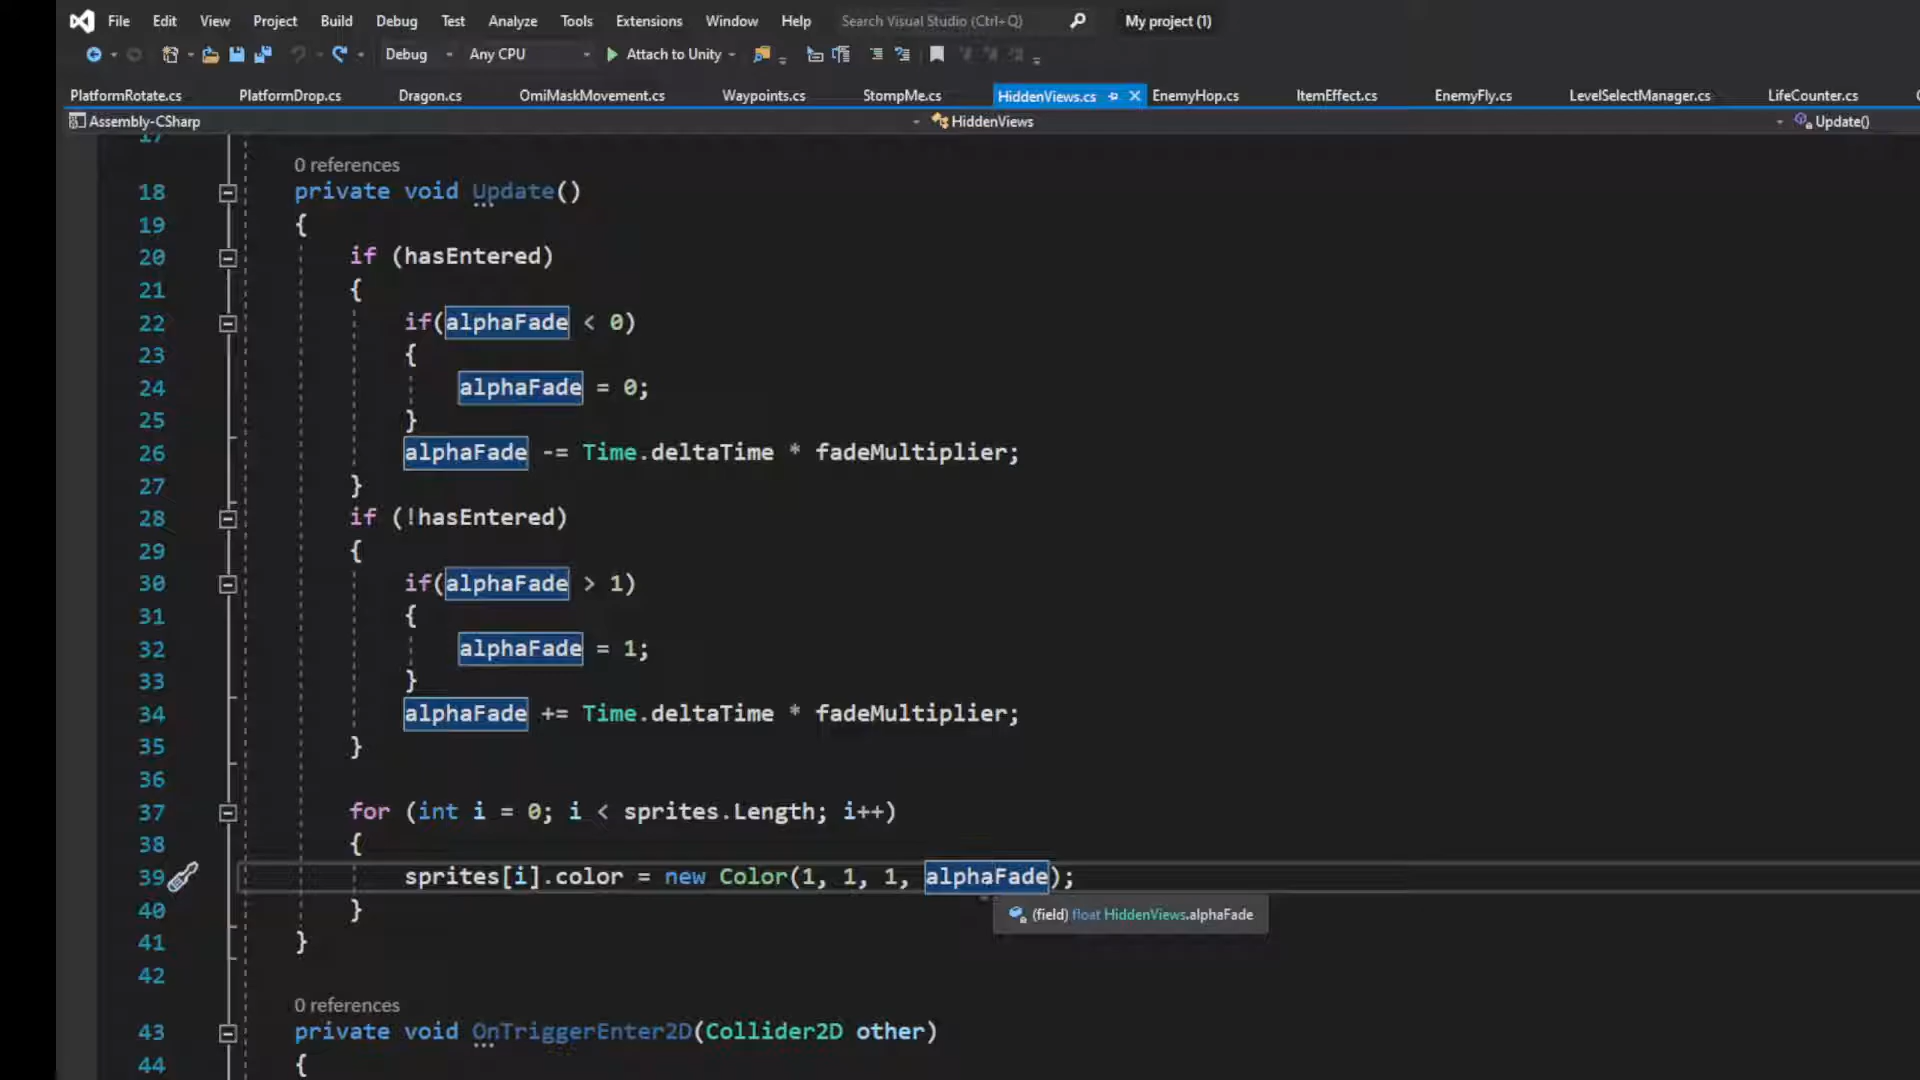 File Edit View Project Build Debug Test Analyze Tools Extensions Window Help Search Visual Studio (Ctrl+Q) My project (1)
Debug Any CPU Attach to Unity
PlatformRotate.cs PlatformDrop.cs Dragon.cs OmiMaskMovement.cs Waypoints.cs StompMe.cs HiddenViews.cs EnemyHop.cs ItemEffect.cs EnemyFly.cs LevelSelectManager.cs LifeCounter.cs
Assembly-CSharp HiddenViews Update()
17
0 references
18 private void Update()
19 {
20 if (hasEntered)
21 {
22 if(alphaFade < 0)
23 {
24 alphaFade = 0;
25 }
26 alphaFade -= Time.deltaTime * fadeMultiplier;
27 }
28 if (!hasEntered)
29 {
30 if(alphaFade > 1)
31 {
32 alphaFade = 1;
33 }
34 alphaFade += Time.deltaTime * fadeMultiplier;
35 }
36
37 for (int i = 0; i < sprites.Length; i++)
38 {
39 sprites[i].color = new Color(1, 1, 1, alphaFade);
40 }
(field) float HiddenViews.alphaFade
41 }
42
0 references
43 private void OnTriggerEnter2D(Collider2D other)
44 {